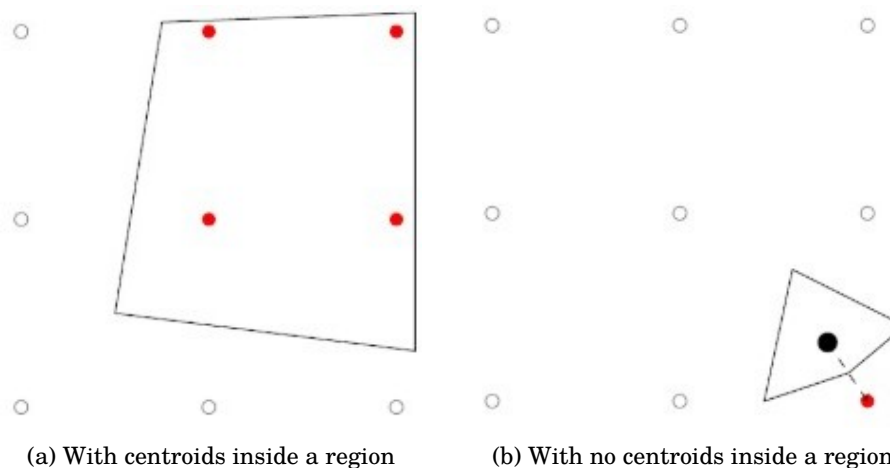 (a) With centroids inside a region
(b) With no centroids inside a region